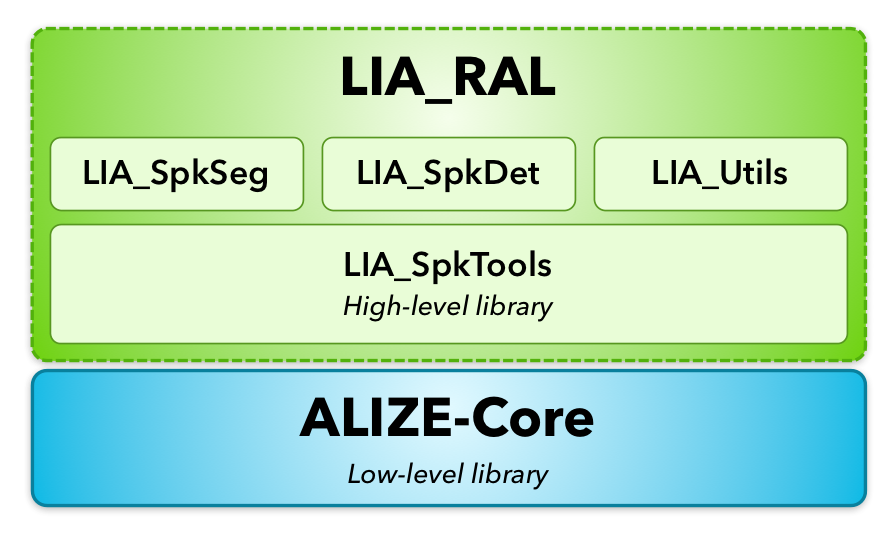 LIA_RAL
LIA_SpkSeg
LIA_SpkDet
LIA_Utils
LIA_SpkTools
High-level library
ALIZE-Core
Low-level library